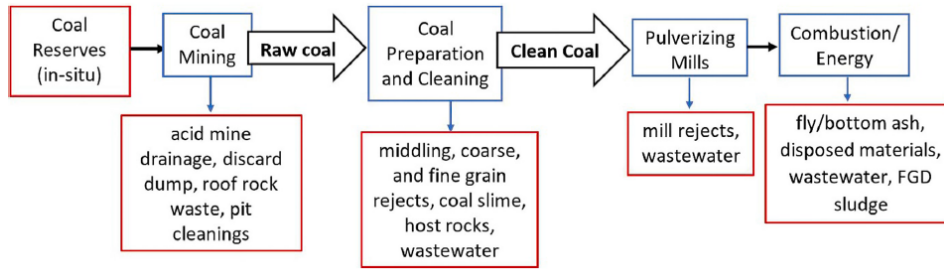 Coal
Reserves
(in-situ)
Coal
Mining
Raw coal
Coal
Preparation
and Cleaning
Clean Coal
Pulverizing
Mills
Combustion/
Energy
acid mine
drainage, discard
dump, roof rock
waste, pit
cleanings
middling, coarse,
and fine grain
rejects, coal slime,
host rocks,
wastewater
mill rejects,
wastewater
fly/bottom ash,
disposed materials,
wastewater, FGD
sludge